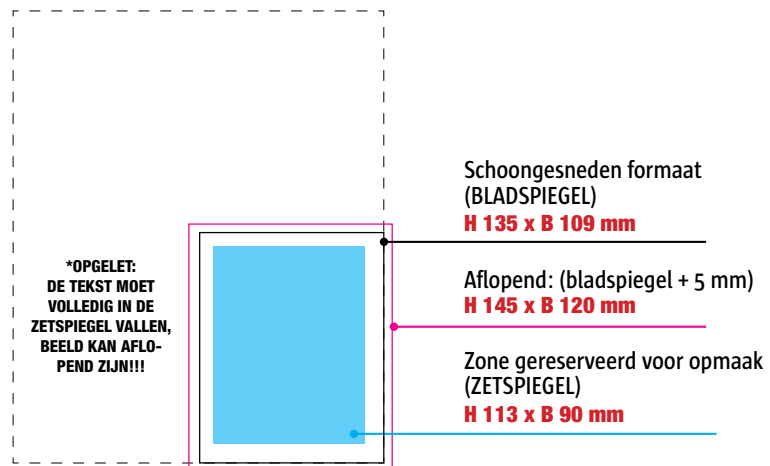 *OPGELET:
DE TEKST MOET
VOLLEDIG IN DE
ZETSPIEGEL VALLEN,
BEELD KAN AFLO-
PEND ZIJN!!!
Schoongesneden formaat
(BLADSPIEGEL)
H 135 x B 109 mm
Aflopend: (bladspiegel + 5 mm)
H 145 x B 120 mm
Zone gereserveerd voor opmaak
(ZETSPIEGEL)
H 113 x B 90 mm